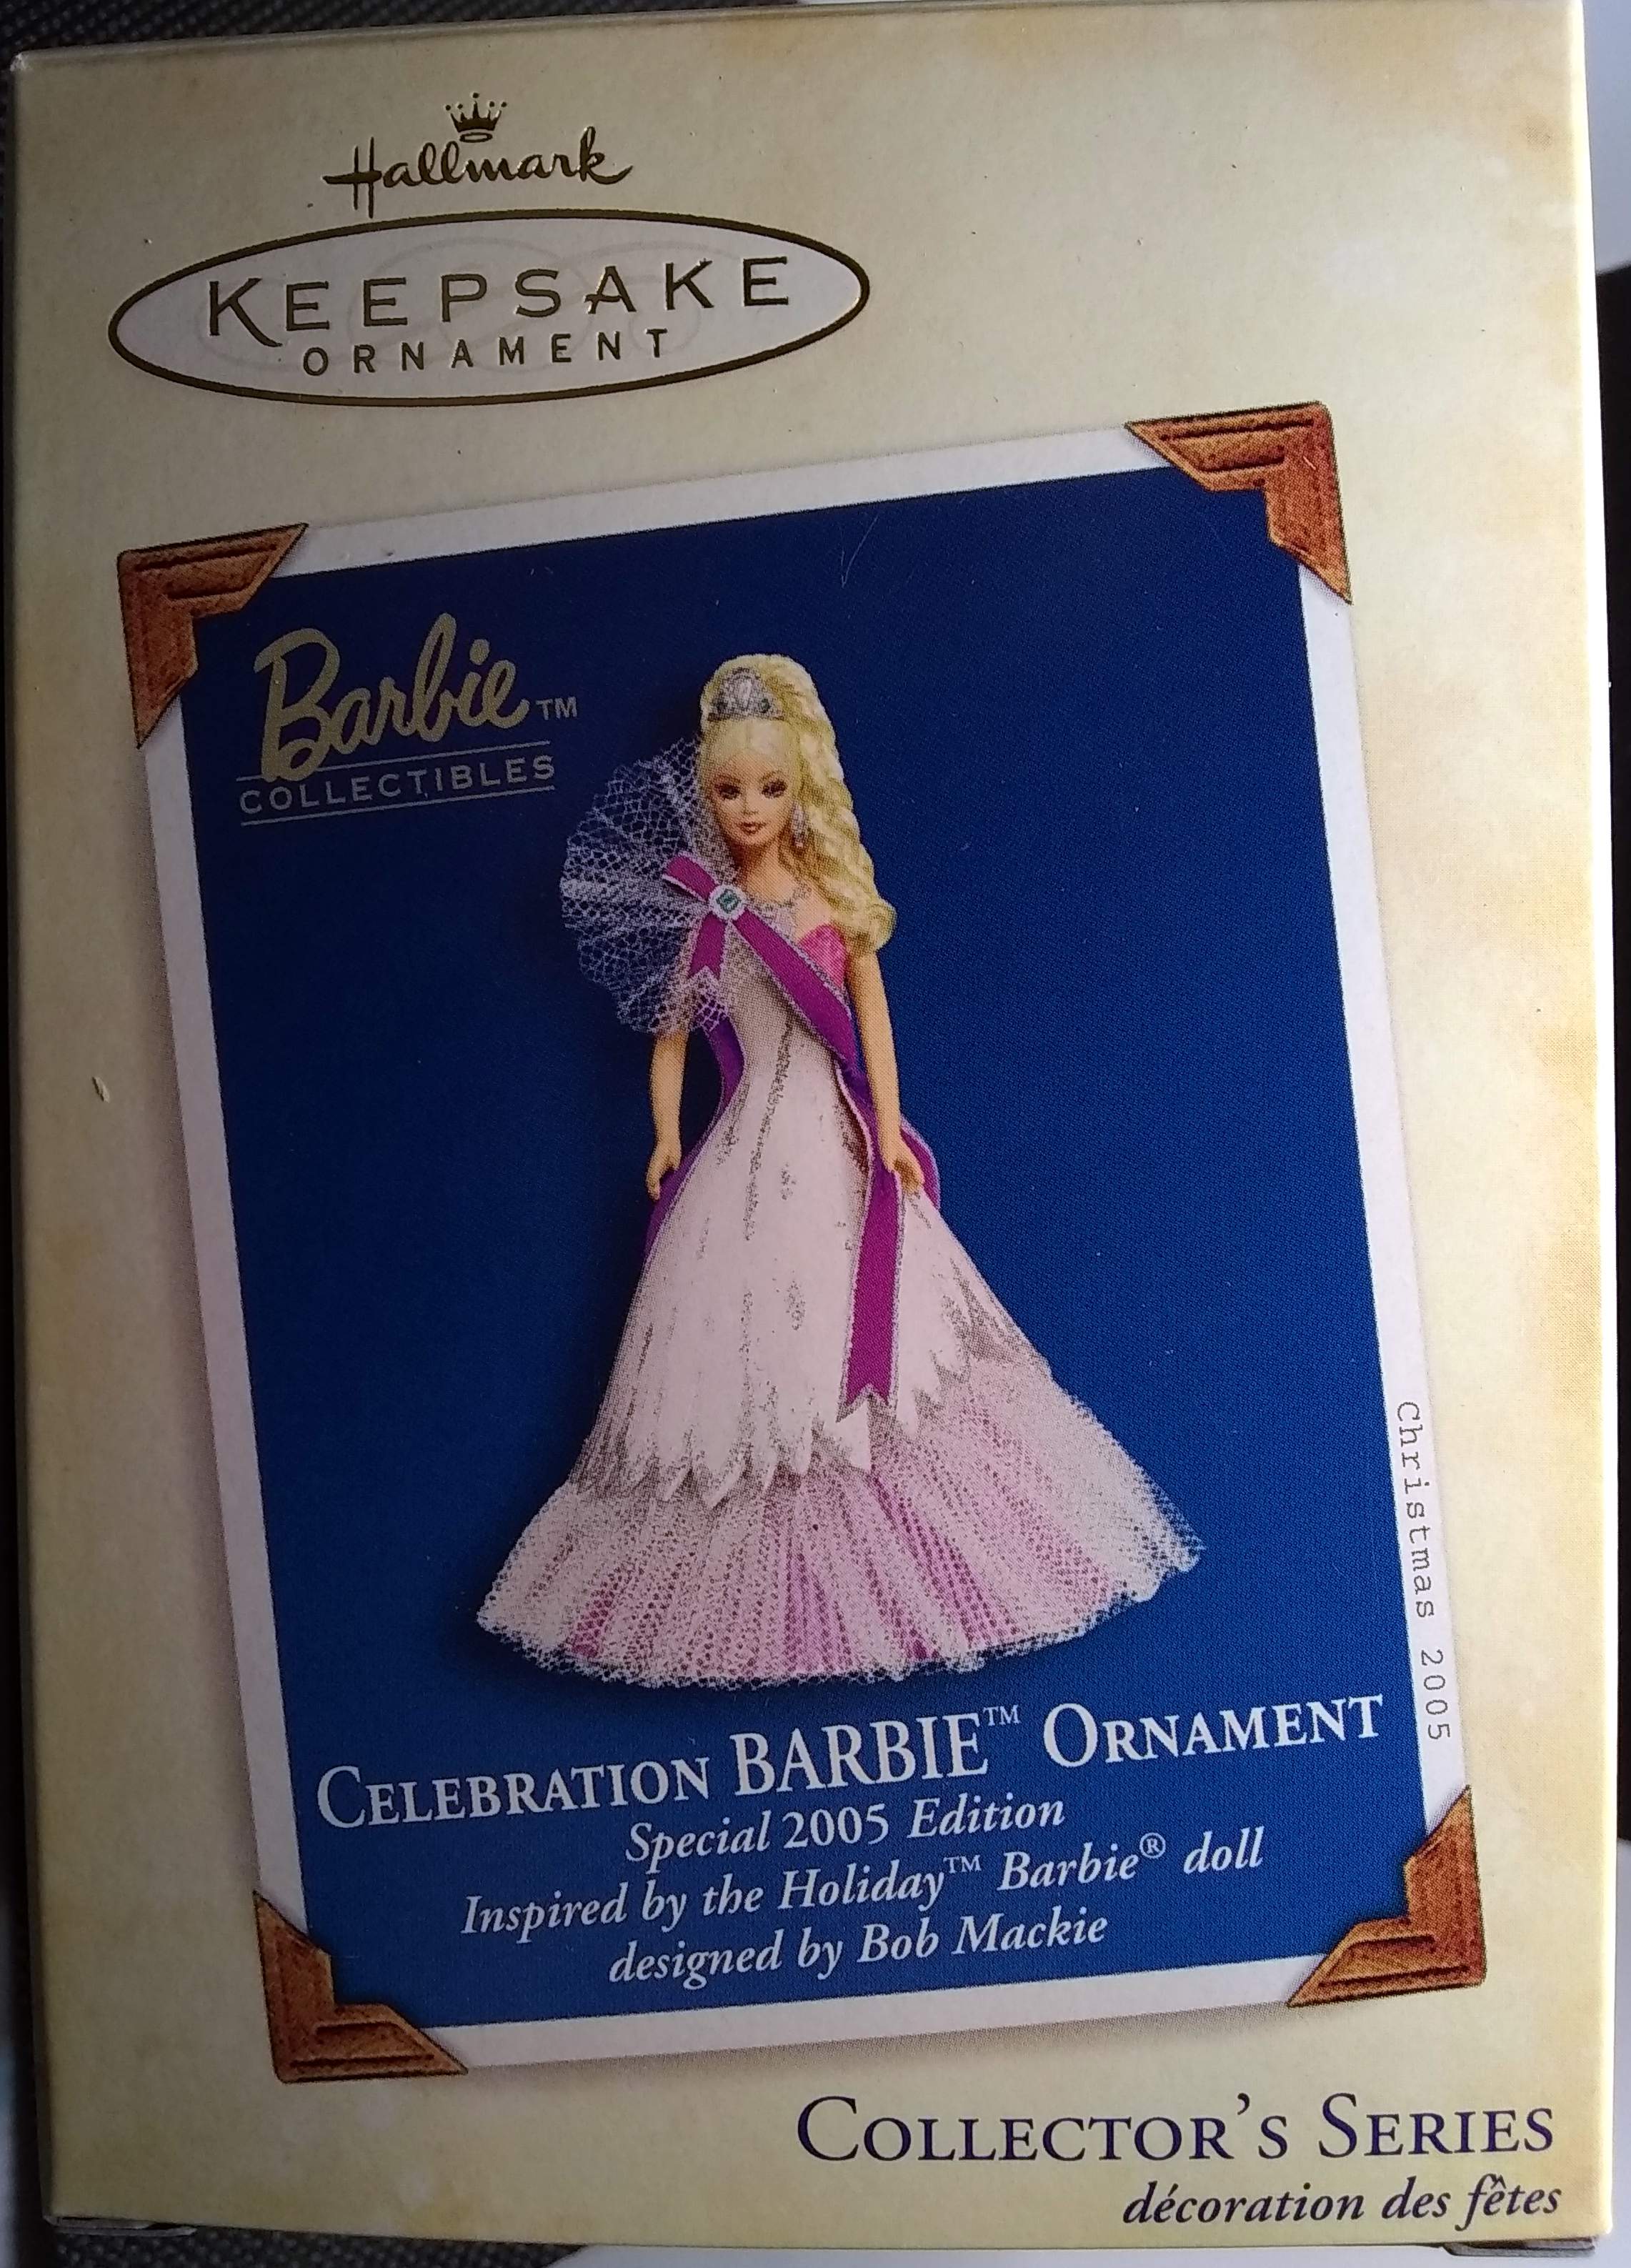 Hallmark
KEEPSAKE
ORNAMENT
Barbie™
COLLECTIBLES
Christmas 2005
CELEBRATION BARBIE™ ORNAMENT
Special 2005 Edition
Inspired by the Holiday™ Barbie® doll
designed by Bob Mackie
COLLECTOR'S SERIES
décoration des fêtes